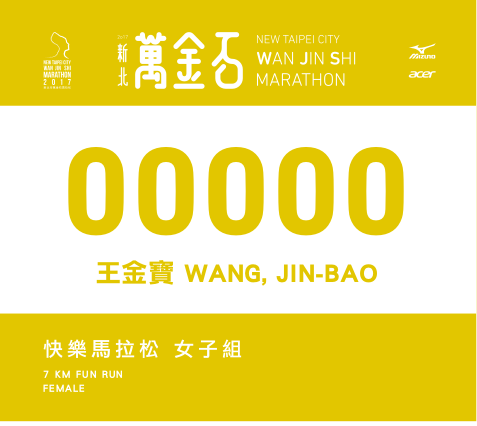 NEW TAIPEI CITY
WAN JIN SHI
MARATHON
2017
新北
萬金石
NEW TAIPEI CITY
WAN JIN SHI
MARATHON
MIZUNO
acer
00000
王金寶 WANG, JIN-BAO
快樂馬拉松 女子組
7 KM FUN RUN
FEMALE